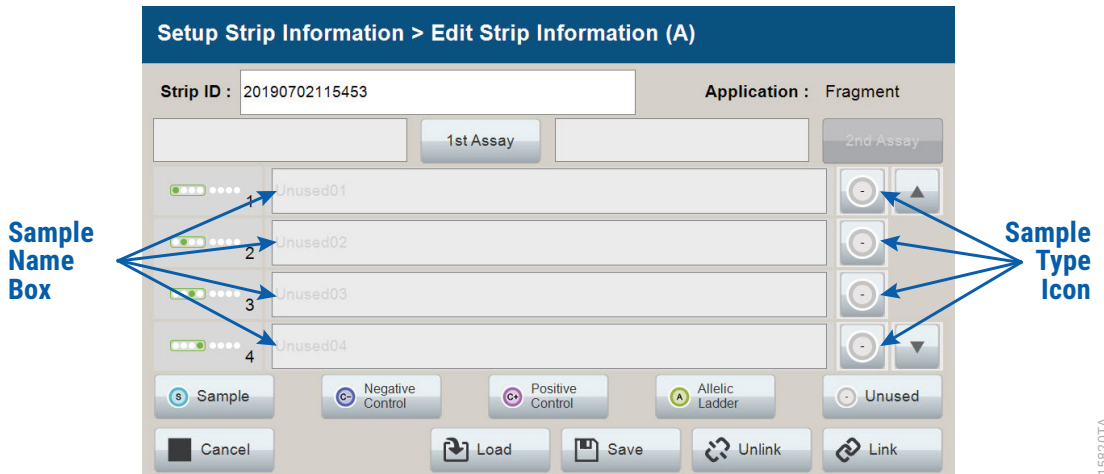 Setup Strip Information > Edit Strip Information (A)
Strip ID : 20190702115453 Application : Fragment
1st Assay 2nd Assay
1 Unused01 -
2 Unused02 -
3 Unused03 -
4 Unused04 -
Sample
Name
Box
Sample
Type
Icon
S Sample
C- Negative
Control
C+ Positive
Control
A Allelic
Ladder
- Unused
Cancel Load Save Unlink Link
15820TA